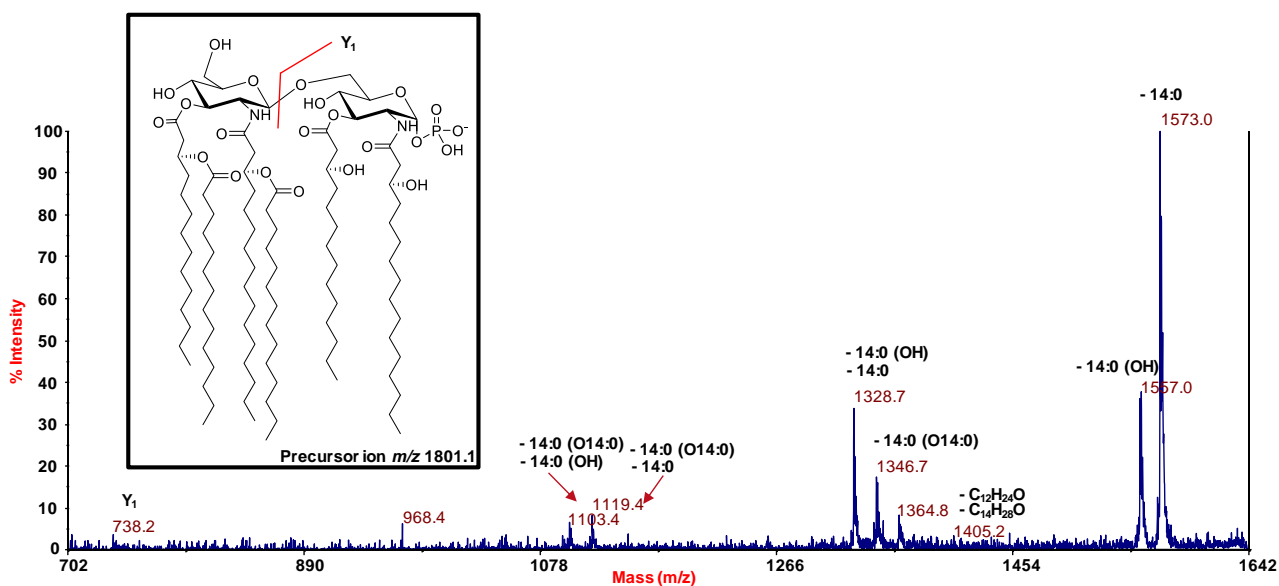 OH
Y₁
O
O
HO
O
NH
O
HO
O
O
NH
O
O
O
O
P
O⁻
OH
O
O
O
O
O
OH
OH
Precursor ion m/z 1801.1
- 14:0
1573.0
- 14:0 (OH)
1557.0
- 14:0 (OH)
- 14:0
1328.7
- 14:0 (O14:0)
1346.7
1364.8
- C₁₂H₂₄O
- C₁₄H₂₈O
1405.2
- 14:0 (O14:0)
- 14:0 (OH)
- 14:0 (O14:0)
- 14:0
1119.4
1103.4
968.4
Y₁
738.2
100
90
80
70
60
50
40
30
20
10
0
% Intensity
702
890
1078
1266
1454
1642
Mass (m/z)